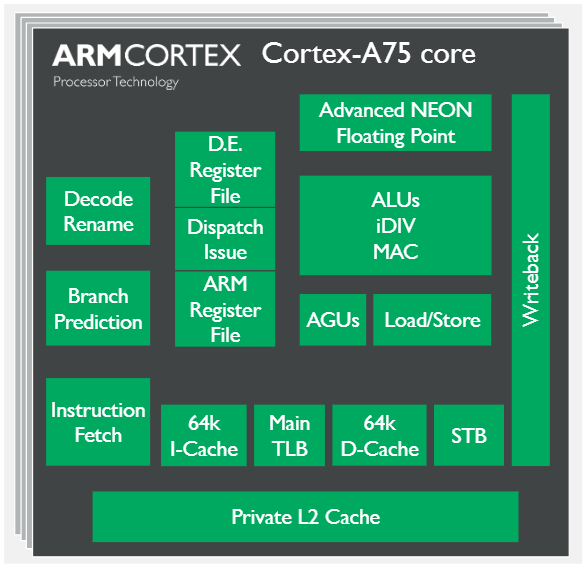 ARMCORTEX
Processor Technology
Cortex-A75 core
Decode
Rename
Branch
Prediction
Instruction
Fetch
D.E.
Register
File
Dispatch
Issue
ARM
Register
File
Advanced NEON
Floating Point
ALUs
iDIV
MAC
AGUs
Load/Store
Writeback
64k
I-Cache
Main
TLB
64k
D-Cache
STB
Private L2 Cache